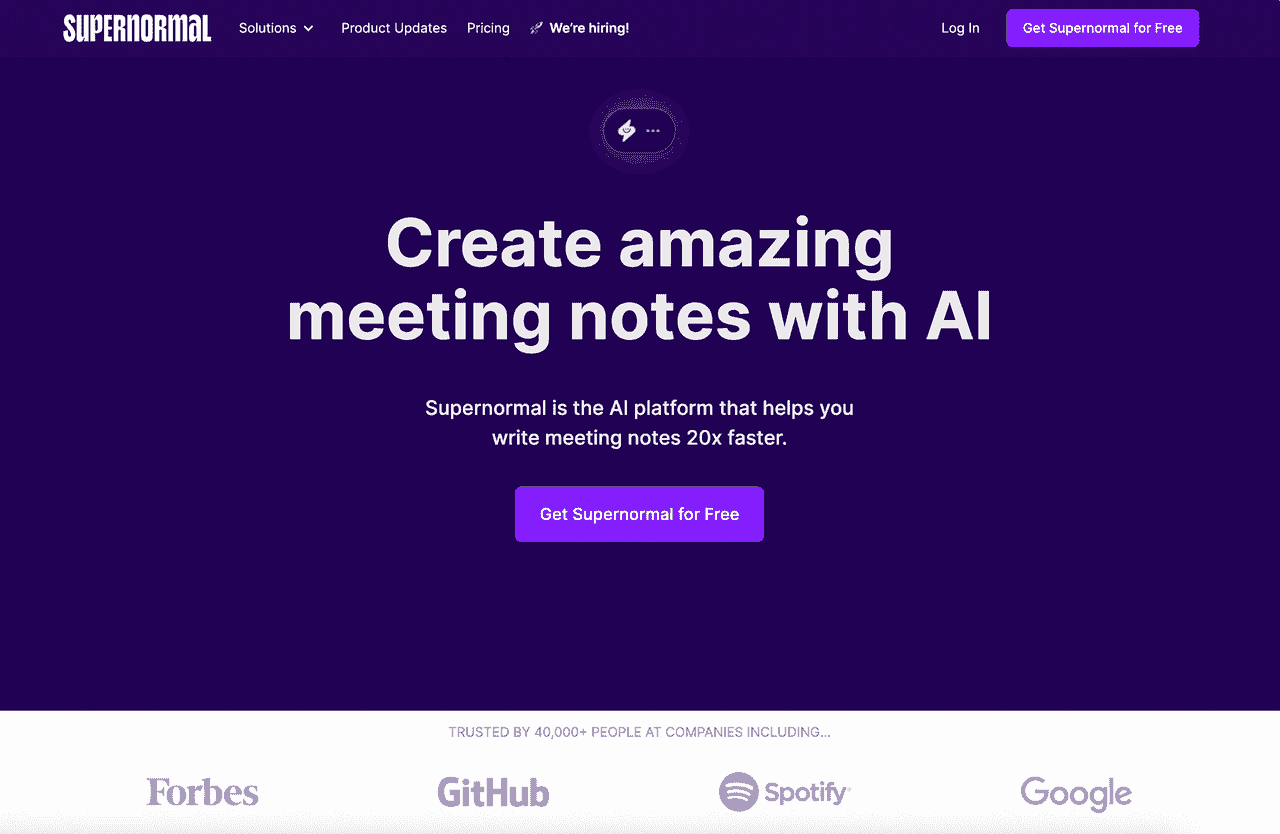 SUPERNORMAL Solutions Product Updates Pricing We're hiring! Log In Get Supernormal for Free
Create amazing
meeting notes with AI
Supernormal is the AI platform that helps you
write meeting notes 20x faster.
Get Supernormal for Free
TRUSTED BY 40,000+ PEOPLE AT COMPANIES INCLUDING...
Forbes GitHub Spotify Google